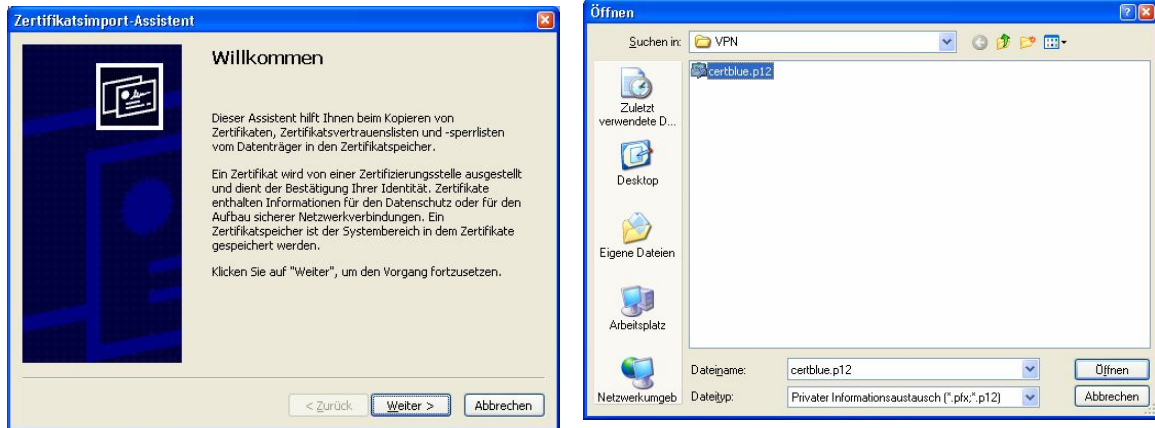 Zertifikatsimport-Assistent
Willkommen
Dieser Assistent hilft Ihnen beim Kopieren von
Zertifikaten, Zertifikatsvertrauenslisten und -sperrlisten
vom Datenträger in den Zertifikatspeicher.
Ein Zertifikat wird von einer Zertifizierungsstelle ausgestellt
und dient der Bestätigung Ihrer Identität. Zertifikate
enthalten Informationen für den Datenschutz oder für den
Aufbau sicherer Netzwerkverbindungen. Ein
Zertifikatspeicher ist der Systembereich in dem Zertifikate
gespeichert werden.
Klicken Sie auf "Weiter", um den Vorgang fortzusetzen.
< Zurück Weiter > Abbrechen
Öffnen
Suchen in: VPN
certblue.p12
Zuletzt
verwendete D...
Desktop
Eigene Dateien
Arbeitsplatz
Netzwerkumgeb
Dateiname: certblue.p12 Öffnen
Dateityp: Privater Informationsaustausch (*.pfx;*.p12) Abbrechen